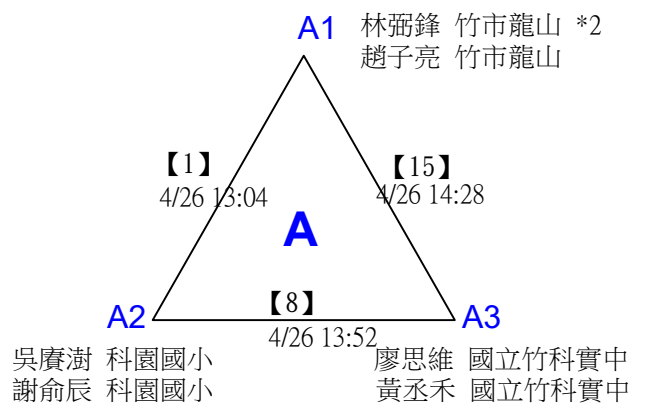 A1
林弼鋒 竹市龍山 *2
趙子亮 竹市龍山
【1】
4/26 13:04
【15】
4/26 14:28
A
【8】
4/26 13:52
A2
A3
吳賡澍 科園國小
謝俞辰 科園國小
廖思維 國立竹科實中
黃丞禾 國立竹科實中